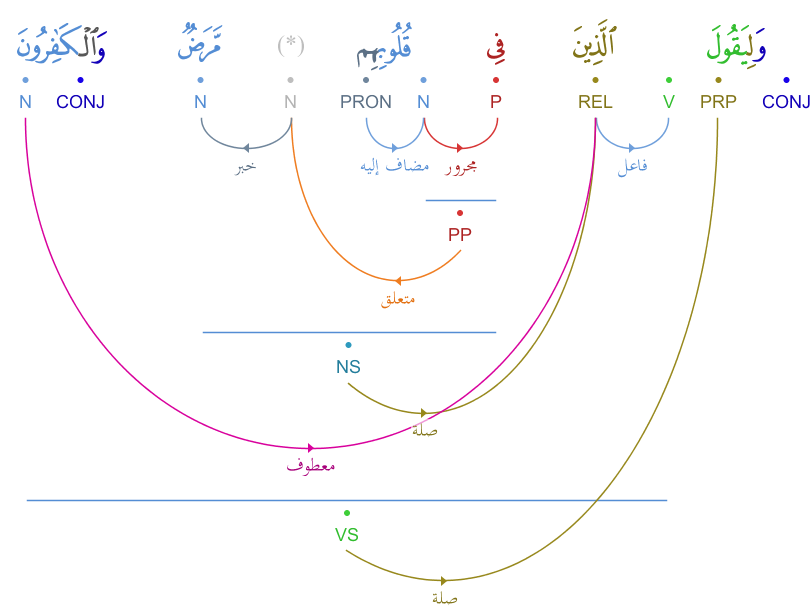 وَلِيَقُولَ ٱلَّذِينَ فِى قُلُوبِهِم (*) مَّرَضٌ وَٱلْكَـٰفِرُونَ
CONJ PRP V REL P N PRON N N CONJ N
فاعل مجرور مضاف إليه خبر
PP
متعلق
NS
صلة
معطوف
VS
صلة